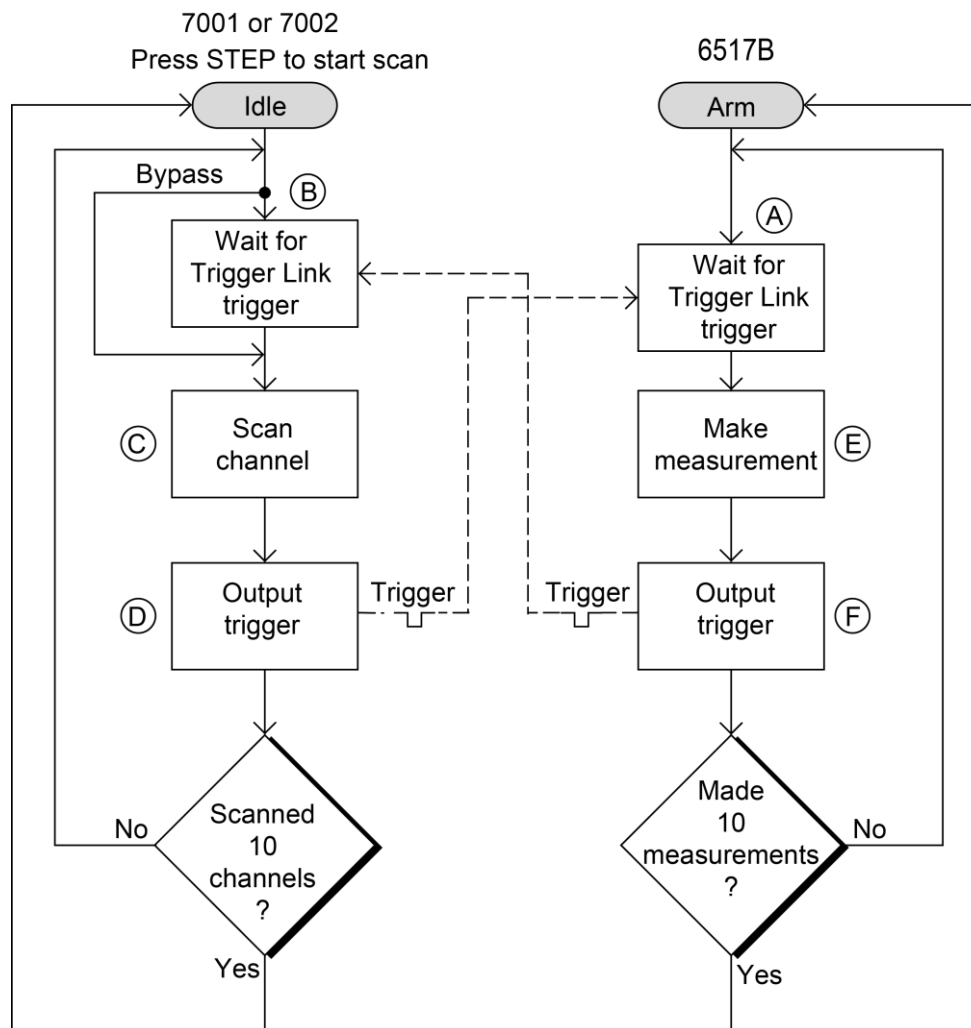 7001 or 7002
Press STEP to start scan
Idle
Bypass
B
Wait for
Trigger Link
trigger
C
Scan
channel
D
Output
trigger
Trigger
Scanned
10
channels
?
No
Yes
6517B
Arm
A
Wait for
Trigger Link
trigger
Make
measurement
E
Trigger
Output
trigger
F
Made
10
measurements
?
No
Yes